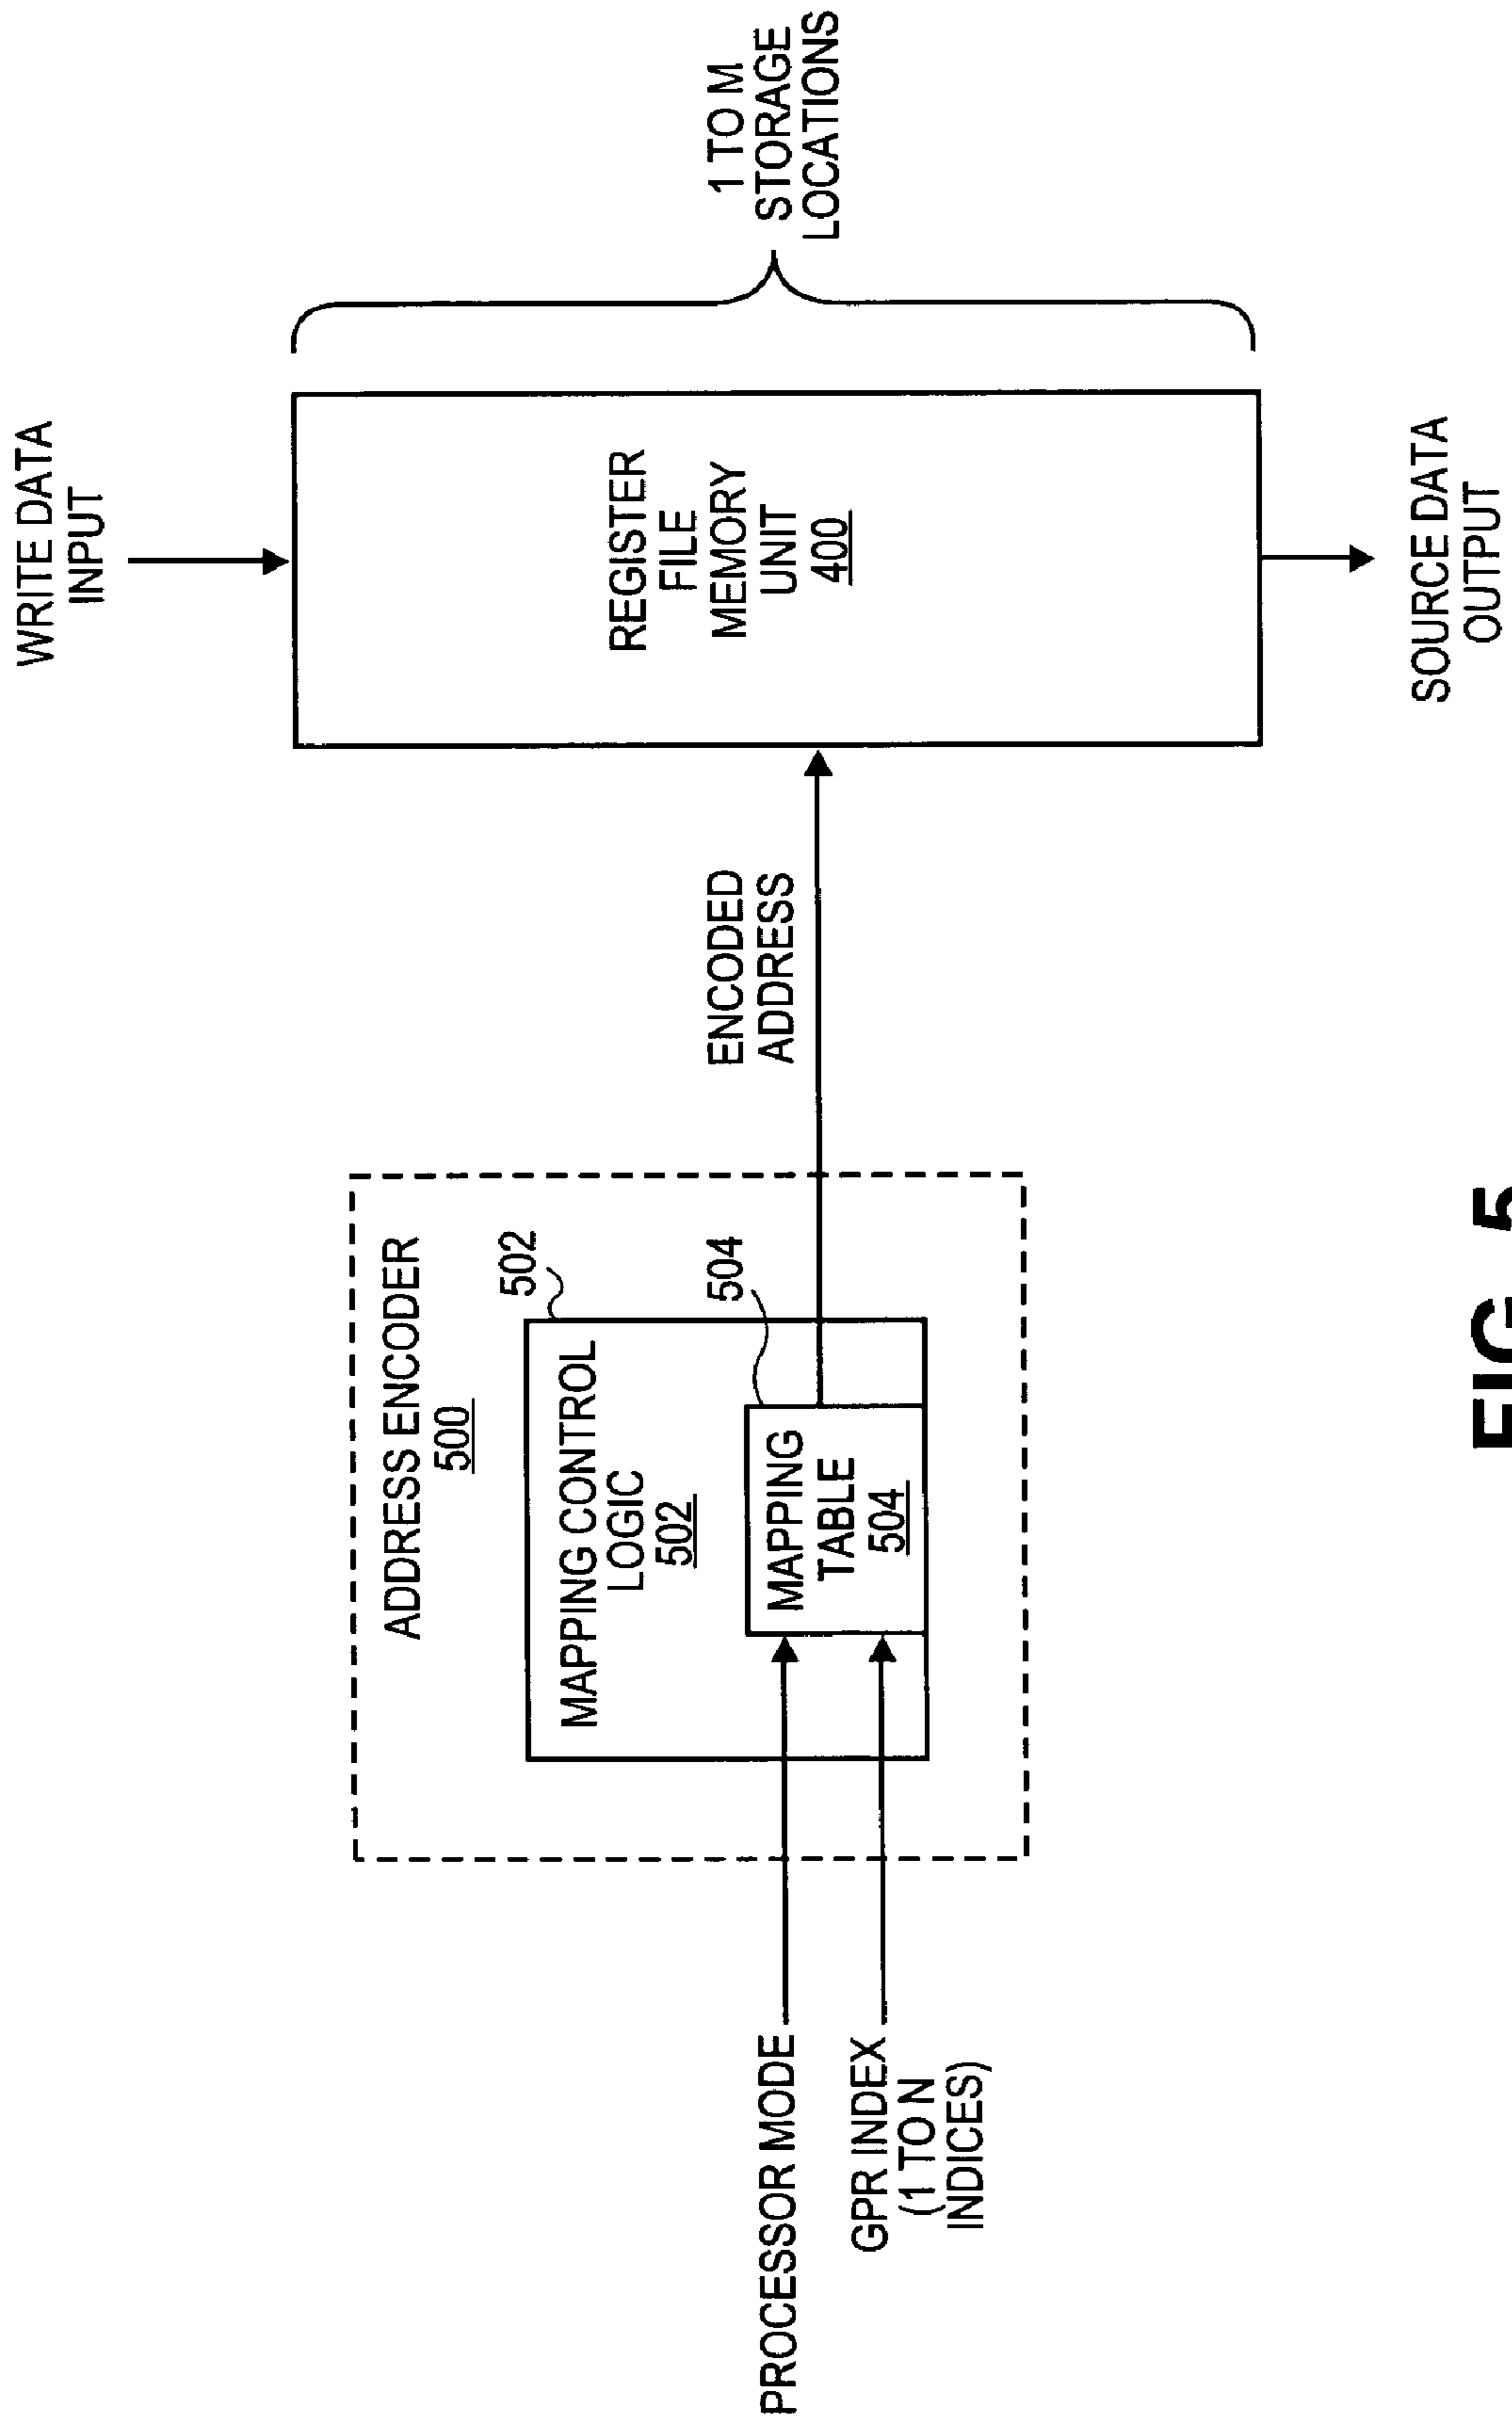 WRITE DATA
INPUT
REGISTER
FILE
MEMORY
UNIT
400
1 TO M
STORAGE
LOCATIONS
SOURCE DATA
OUTPUT
ENCODED
ADDRESS
ADDRESS ENCODER
500
502
MAPPING CONTROL
LOGIC
502
504
MAPPING
TABLE
504
PROCESSOR MODE
GPR INDEX
(1 TO N
INDICES)
FIG. 5